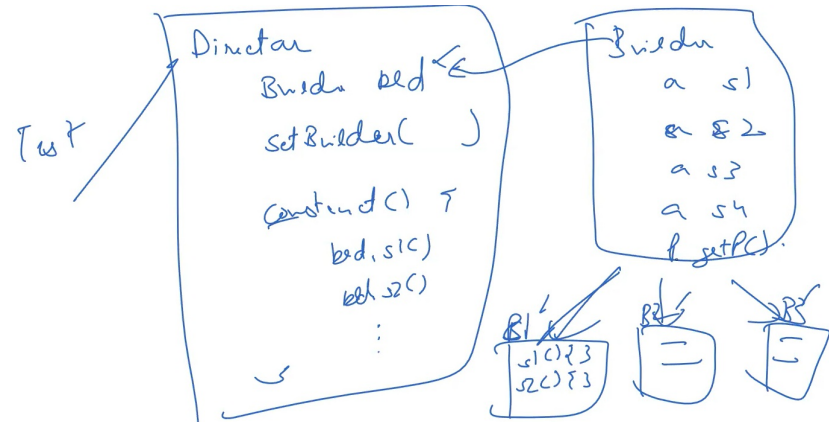 Director
Builder bld
setBuilder( )
construct() {
bld.s1()
bld.s2()
⋮
Test
Builder
a s1
a s2
a s3
a s4
P getP().
B1
s1(){}
s2(){}
B2
B3